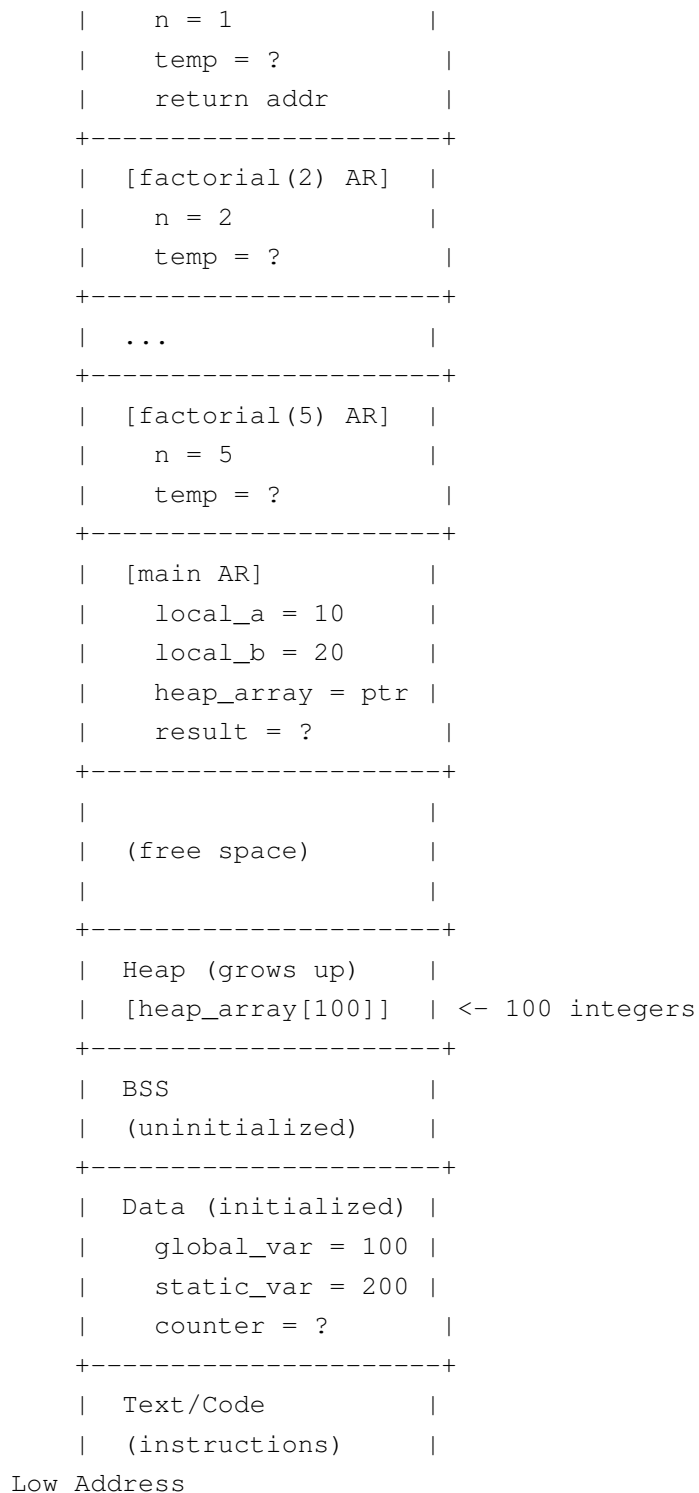 |    n = 1             |
|    temp = ?          |
|    return addr       |
+----------------------+
|  [factorial(2) AR]  |
|    n = 2            |
|    temp = ?          |
+----------------------+
|  ...                |
+----------------------+
|  [factorial(5) AR]  |
|    n = 5            |
|    temp = ?          |
+----------------------+
|  [main AR]          |
|    local_a = 10     |
|    local_b = 20     |
|    heap_array = ptr |
|    result = ?        |
+----------------------+
|                     |
|  (free space)       |
|                     |
+----------------------+
|  Heap (grows up)    |
|  [heap_array[100]]  | <- 100 integers
+----------------------+
|  BSS                |
|  (uninitialized)    |
+----------------------+
|  Data (initialized) |
|    global_var = 100 |
|    static_var = 200 |
|    counter = ?       |
+----------------------+
|  Text/Code          |
|  (instructions)     |
Low Address